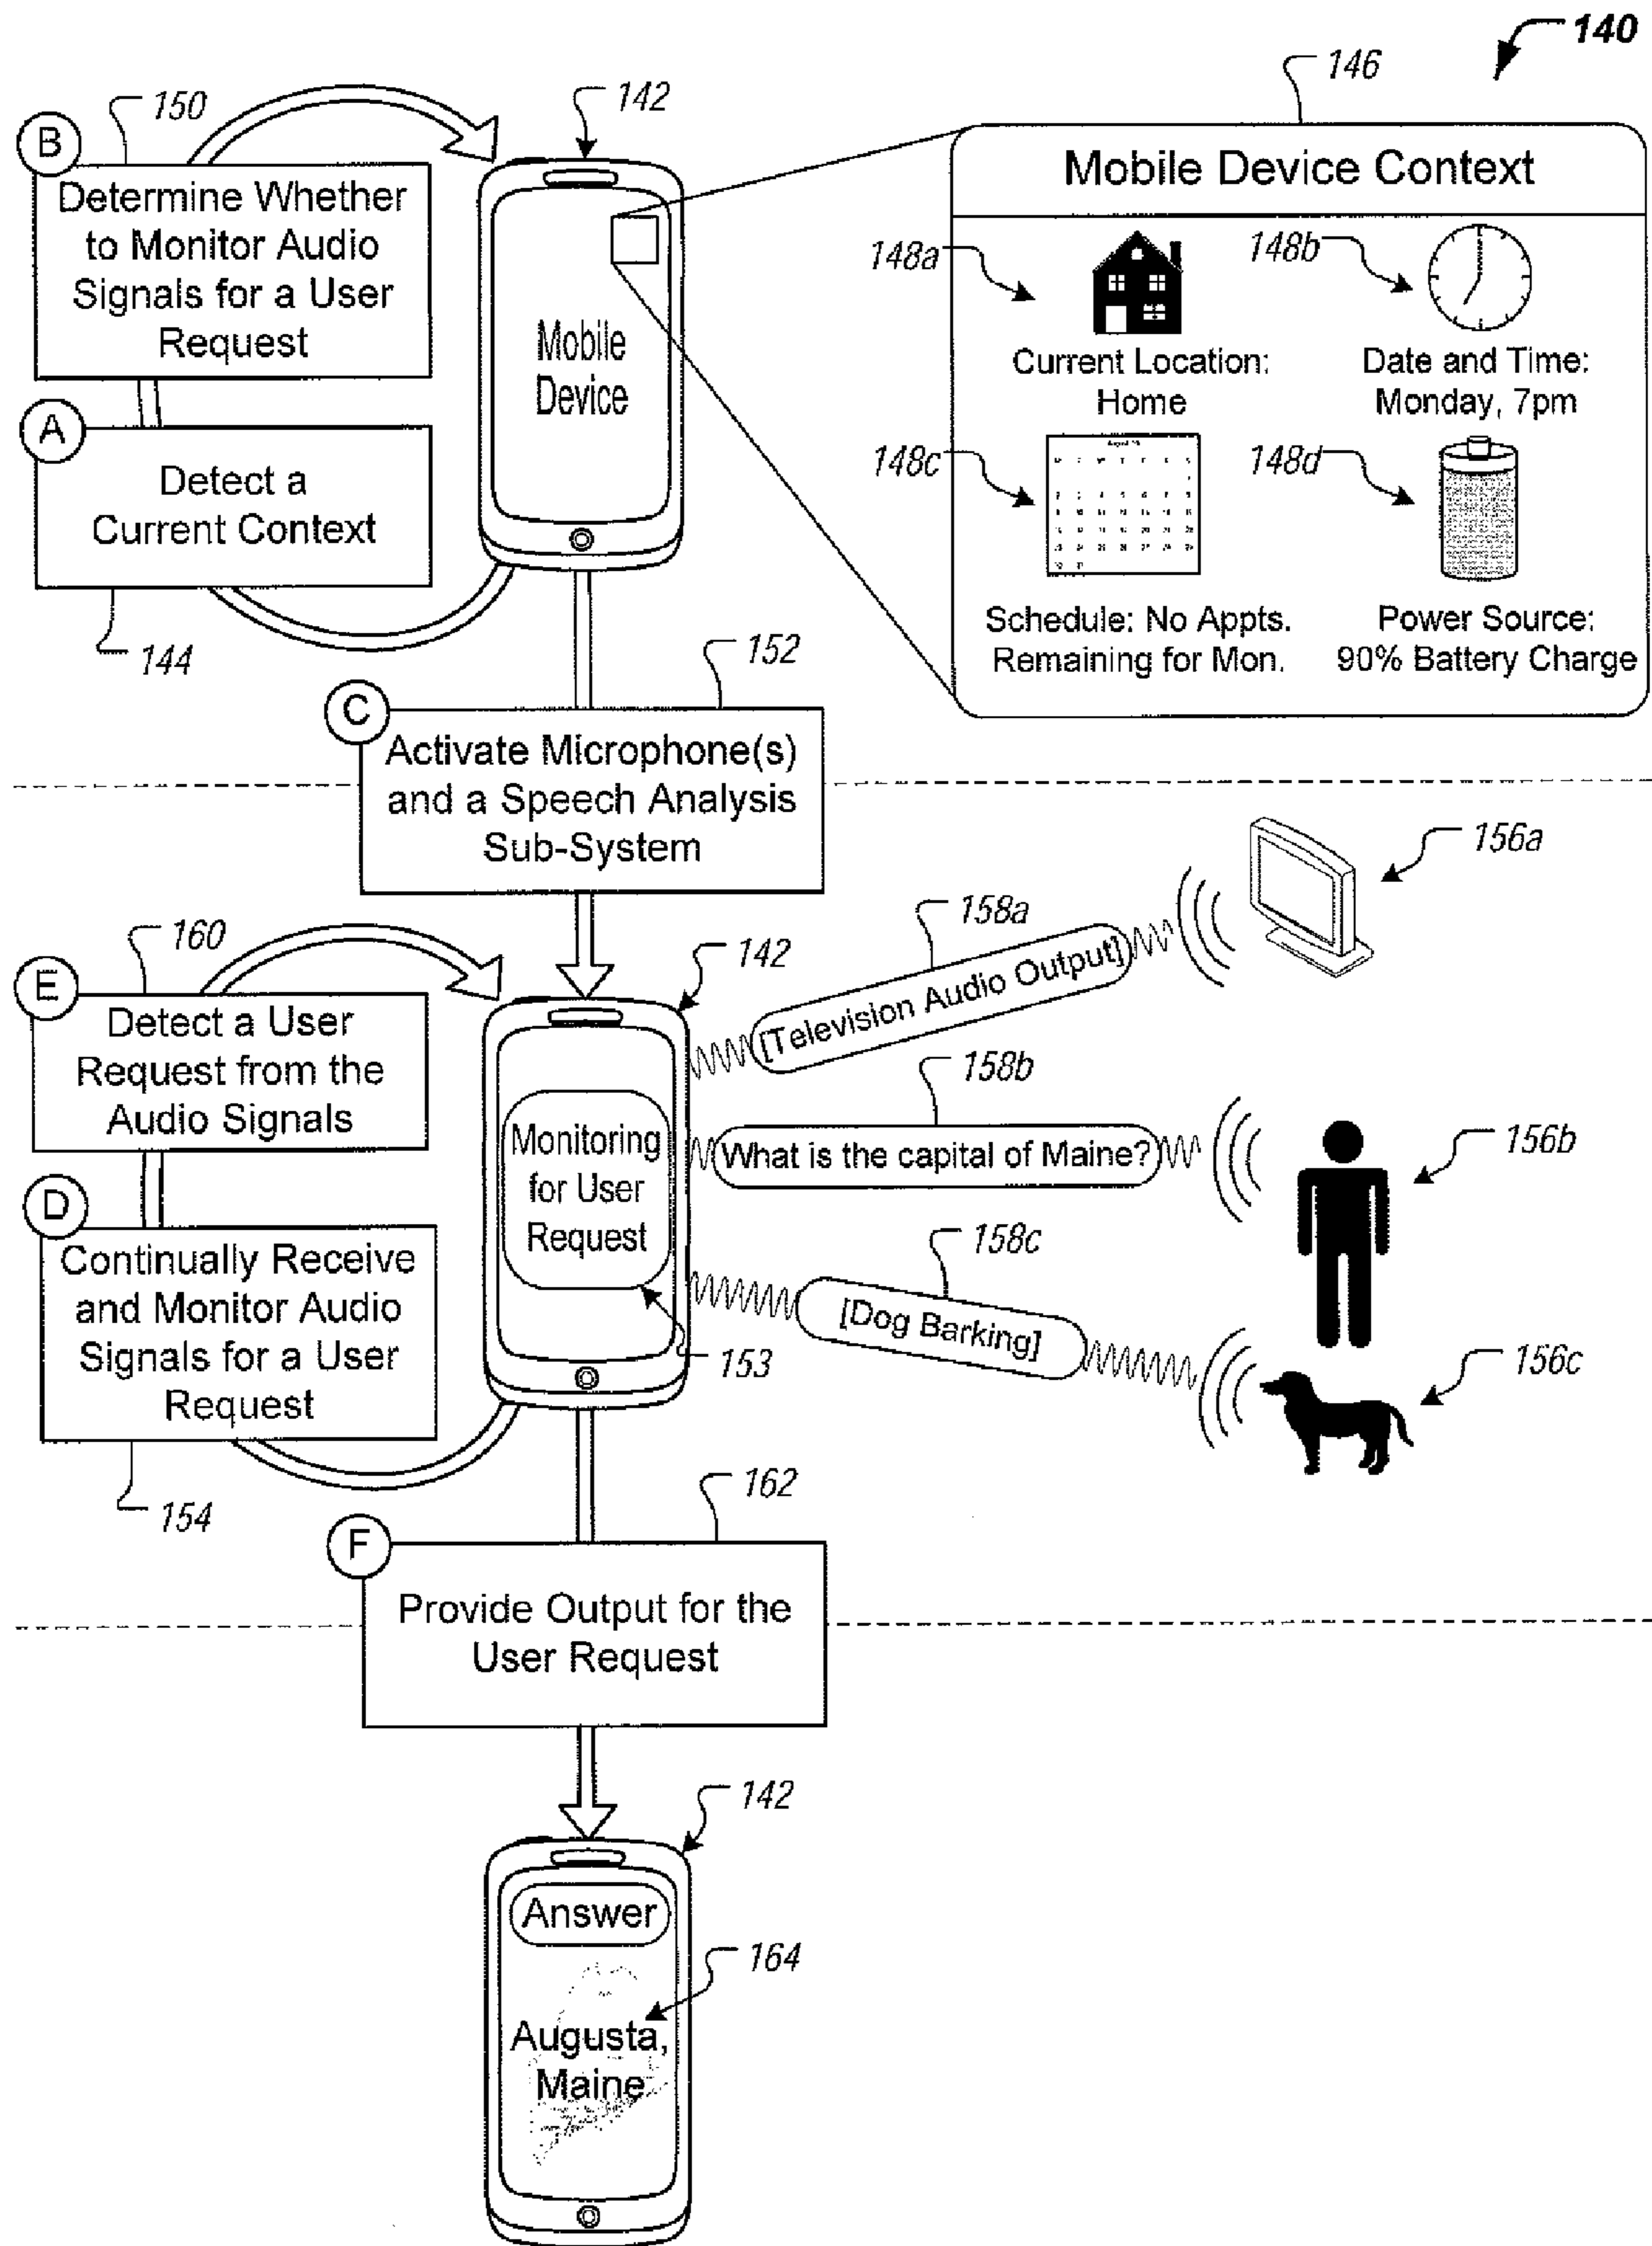 140
146
150
142
B
Determine Whether
to Monitor Audio
Signals for a User
Request
Mobile Device Context
148a
148b
Current Location:
Home
Date and Time:
Monday, 7pm
Mobile
Device
A
Detect a
Current Context
144
148c
148d
Schedule: No Appts.
Remaining for Mon.
Power Source:
90% Battery Charge
152
C
Activate Microphone(s)
and a Speech Analysis
Sub-System
156a
158a
[Television Audio Output]
160
142
E
Detect a User
Request from the
Audio Signals
158b
What is the capital of Maine?
156b
Monitoring
for User
Request
D
Continually Receive
and Monitor Audio
Signals for a User
Request
158c
[Dog Barking]
153
156c
154
162
F
Provide Output for the
User Request
142
Answer
164
Augusta,
Maine